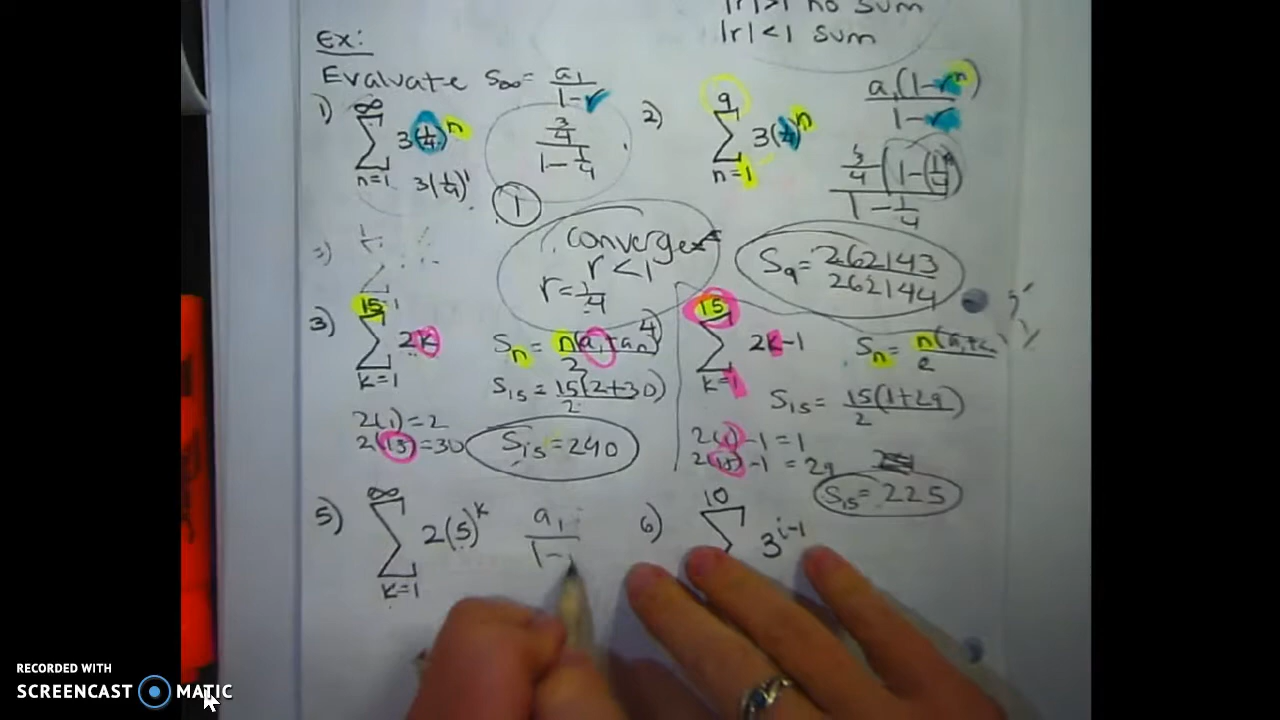 |r|>1 no sum
|r|<1 sum
Ex:
Evaluate S∞ = a₁/(1-r)
1) ∞ Σ n=1 3(1/4)ⁿ
3(1/4)¹
(3/4)/(1-1/4)
1
2) 9 Σ n=1 3(1/4)ⁿ
a₁(1-rⁿ)/(1-r)
3/4(1-(1/4)⁹)/(1-1/4)
S₉ = 262143/262144
converges
r<1
r=1/4
3) 15 Σ k=1 2k
Sₙ = n(a₁+aₙ)/2
S₁₅ = 15(2+30)/2
2(1)=2
2(15)=30
S₁₅=240
4) 15 Σ k=1 2k-1
Sₙ = n(a₁+
2
S₁₅ = 15(1+29)/2
2(1)-1=1
2(15)-1=29
S₁₅=225
5) ∞ Σ k=1 2(5)ᵏ
a₁/(1-
6) 10 Σ 3ⁱ⁻¹
RECORDED WITH
SCREENCAST MATIC